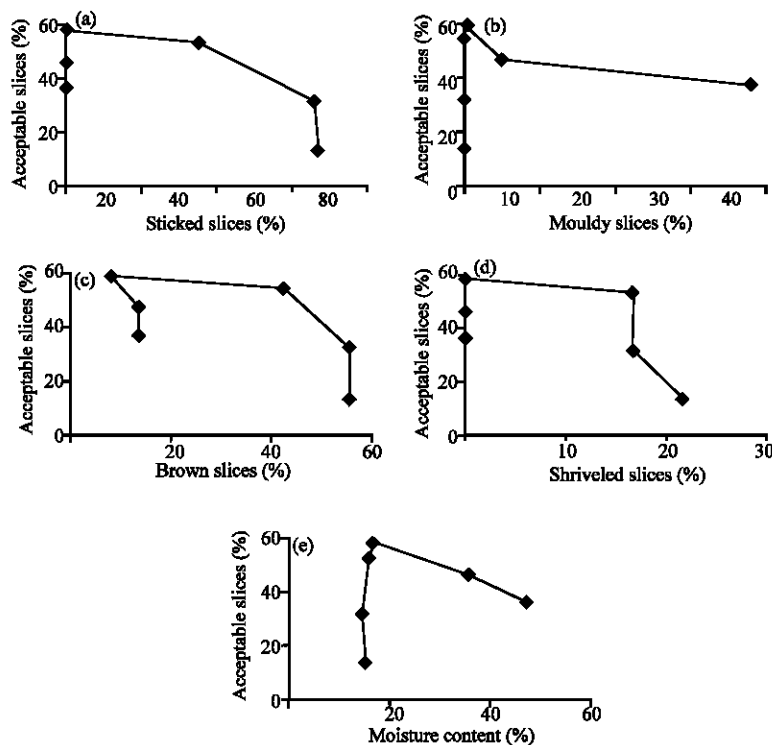 (a)
Acceptable slices (%)
60
40
20
0
20 40 60 80
Sticked slices (%)
(b)
Acceptable slices (%)
60
40
20
0
10 20 30 40
Mouldy slices (%)
(c)
Acceptable slices (%)
60
40
20
0
20 40 60
Brown slices (%)
(d)
Acceptable slices (%)
60
40
20
0
10 20 30
Shriveled slices (%)
(e)
Acceptable slices (%)
60
40
20
0
20 40 60
Moisture content (%)